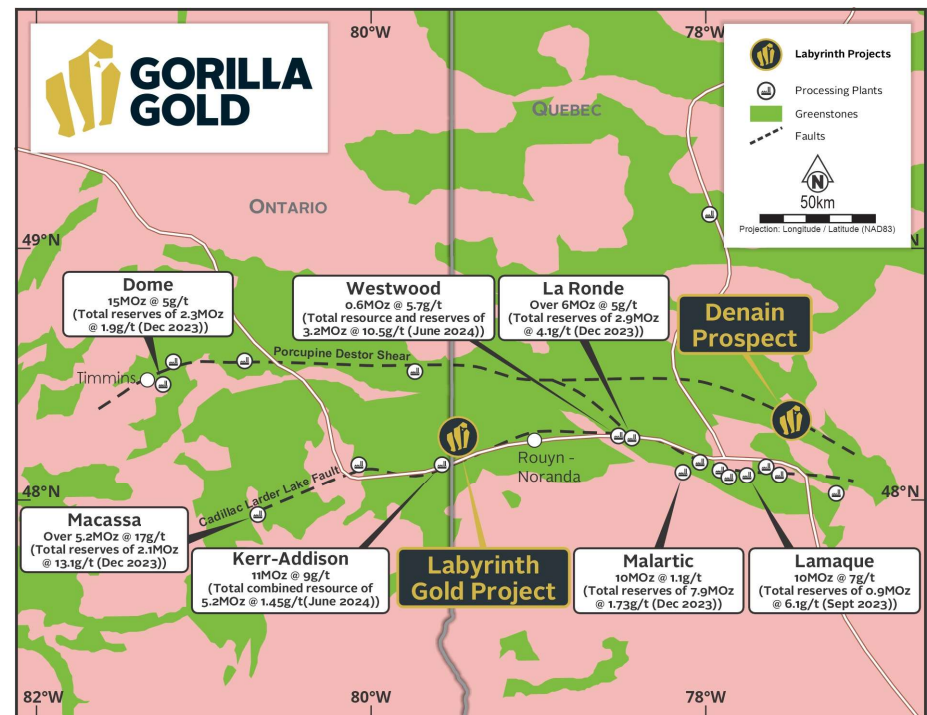 80°W
78°W
GORILLA
GOLD
QUEBEC
Labyrinth Projects
Processing Plants
Greenstones
Faults
N
50km
Projection: Longitude / Latitude (NAD83)
ONTARIO
49°N
49°N
Dome
15MOz @ 5g/t
(Total reserves of 2.3MOz
@ 1.9g/t (Dec 2023))
Westwood
0.6MOz @ 5.7g/t
(Total resource and reserves of
3.2MOz @ 10.5g/t (June 2024))
La Ronde
Over 6MOz @ 5g/t
(Total reserves of 2.9MOz
@ 4.1g/t (Dec 2023))
Denain
Prospect
Porcupine Destor Shear
Timmins
Rouyn -
Noranda
48°N
48°N
Cadillac Larder Lake Fault
Macassa
Over 5.2MOz @ 17g/t
(Total reserves of 2.1MOz
@ 13.1g/t (Dec 2023))
Kerr-Addison
11MOz @ 9g/t
(Total combined resource of
5.2MOz @ 1.45g/t(June 2024))
Labyrinth
Gold Project
Malartic
10MOz @ 1.1g/t
(Total reserves of 7.9MOz
@ 1.73g/t (Dec 2023))
Lamaque
10MOz @ 7g/t
(Total reserves of 0.9MOz
@ 6.1g/t (Sept 2023))
82°W
80°W
78°W